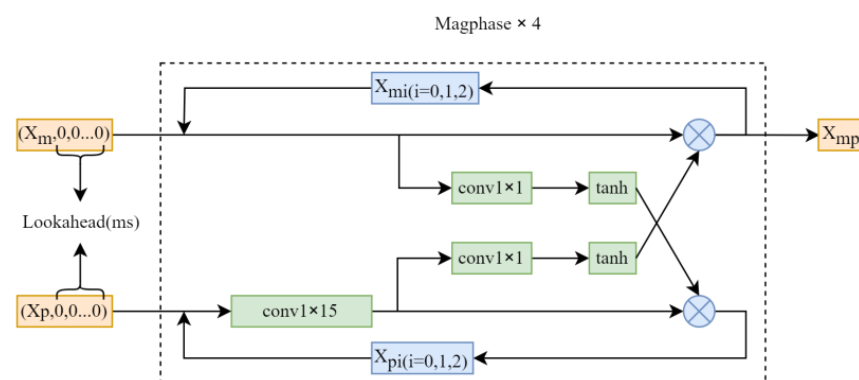 Magphase × 4
Xmi(i=0,1,2)
(Xm,0,0...0)
Xmp
conv1×1
tanh
Lookahead(ms)
conv1×1
tanh
(Xp,0,0...0)
conv1×15
Xpi(i=0,1,2)